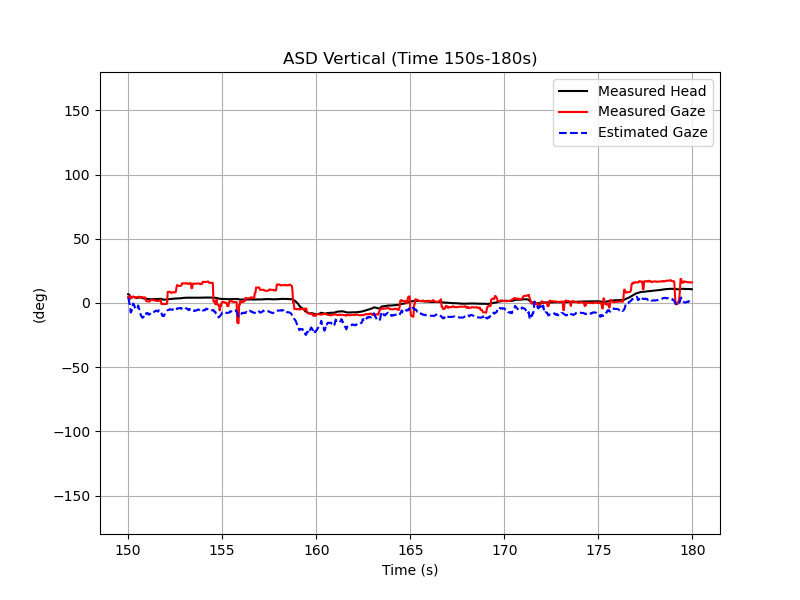 ASD Vertical (Time 150s-180s)
Measured Head
Measured Gaze
Estimated Gaze
150
100
50
0
−50
−100
−150
(deg)
150 155 160 165 170 175 180
Time (s)